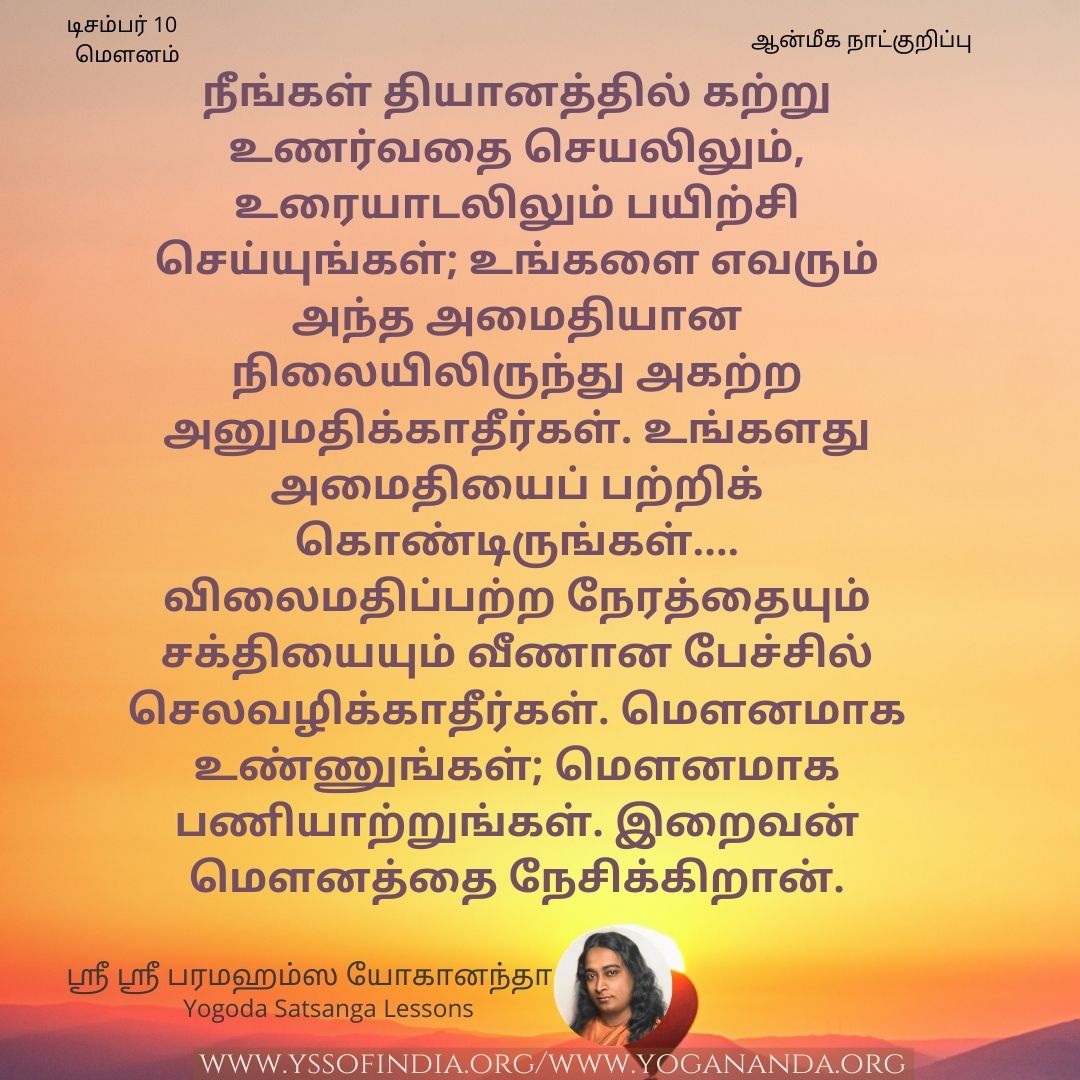 டிசம்பர் 10
மௌனம்
ஆன்மீக நாட்குறிப்பு
நீங்கள் தியானத்தில் கற்று
உணர்வதை செயலிலும்,
உரையாடலிலும் பயிற்சி
செய்யுங்கள்; உங்களை எவரும்
அந்த அமைதியான
நிலையிலிருந்து அகற்ற
அனுமதிக்காதீர்கள். உங்களது
அமைதியைப் பற்றிக்
கொண்டிருங்கள்....
விலைமதிப்பற்ற நேரத்தையும்
சக்தியையும் வீணான பேச்சில்
செலவழிக்காதீர்கள். மௌனமாக
உண்ணுங்கள்; மௌனமாக
பணியாற்றுங்கள். இறைவன்
மௌனத்தை நேசிக்கிறான்.
ஸ்ரீ ஸ்ரீ பரமஹம்ஸ யோகானந்தா
Yogoda Satsanga Lessons
WWW.YSSOFINDIA.ORG/WWW.YOGANANDA.ORG